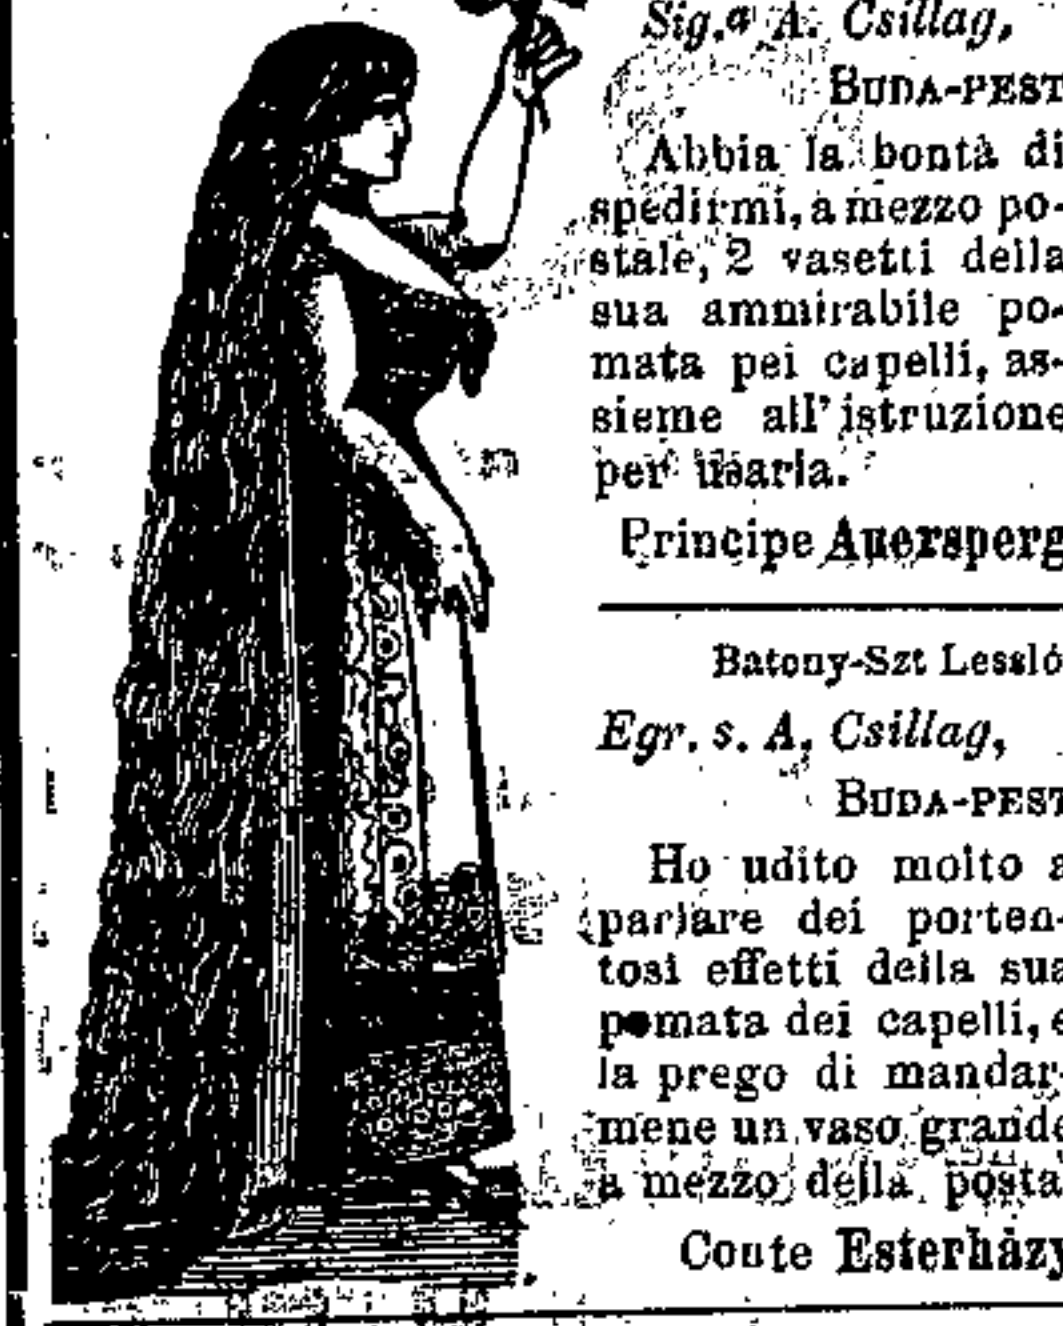 Sig.ª A. Csillag,
BUDA-PEST
Abbia la bontà di
spedirmi, a mezzo po-
stale, 2 vasetti della
sua ammirabile po-
mata pei capelli, as-
sieme all'istruzione
per usarla.
Principe Auersperg
Batony-Szt Lessló
Egr. s. A, Csillag,
BUDA-PEST
Ho udito molto a
parlare dei porten-
tosi effetti della sua
pomata dei capelli, e
la prego di mandar-
mene un vaso grande
a mezzo della posta
Conte Esterházy